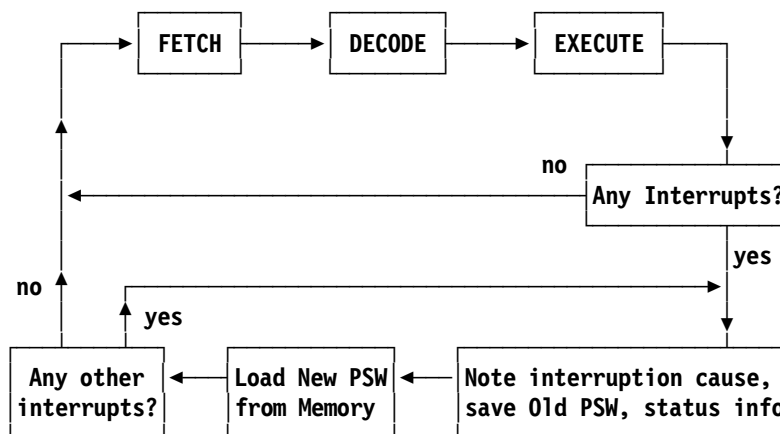 FETCH
DECODE
EXECUTE
no
Any Interrupts?
yes
no
yes
Any other
interrupts?
Load New PSW
from Memory
Note interruption cause,
save Old PSW, status info